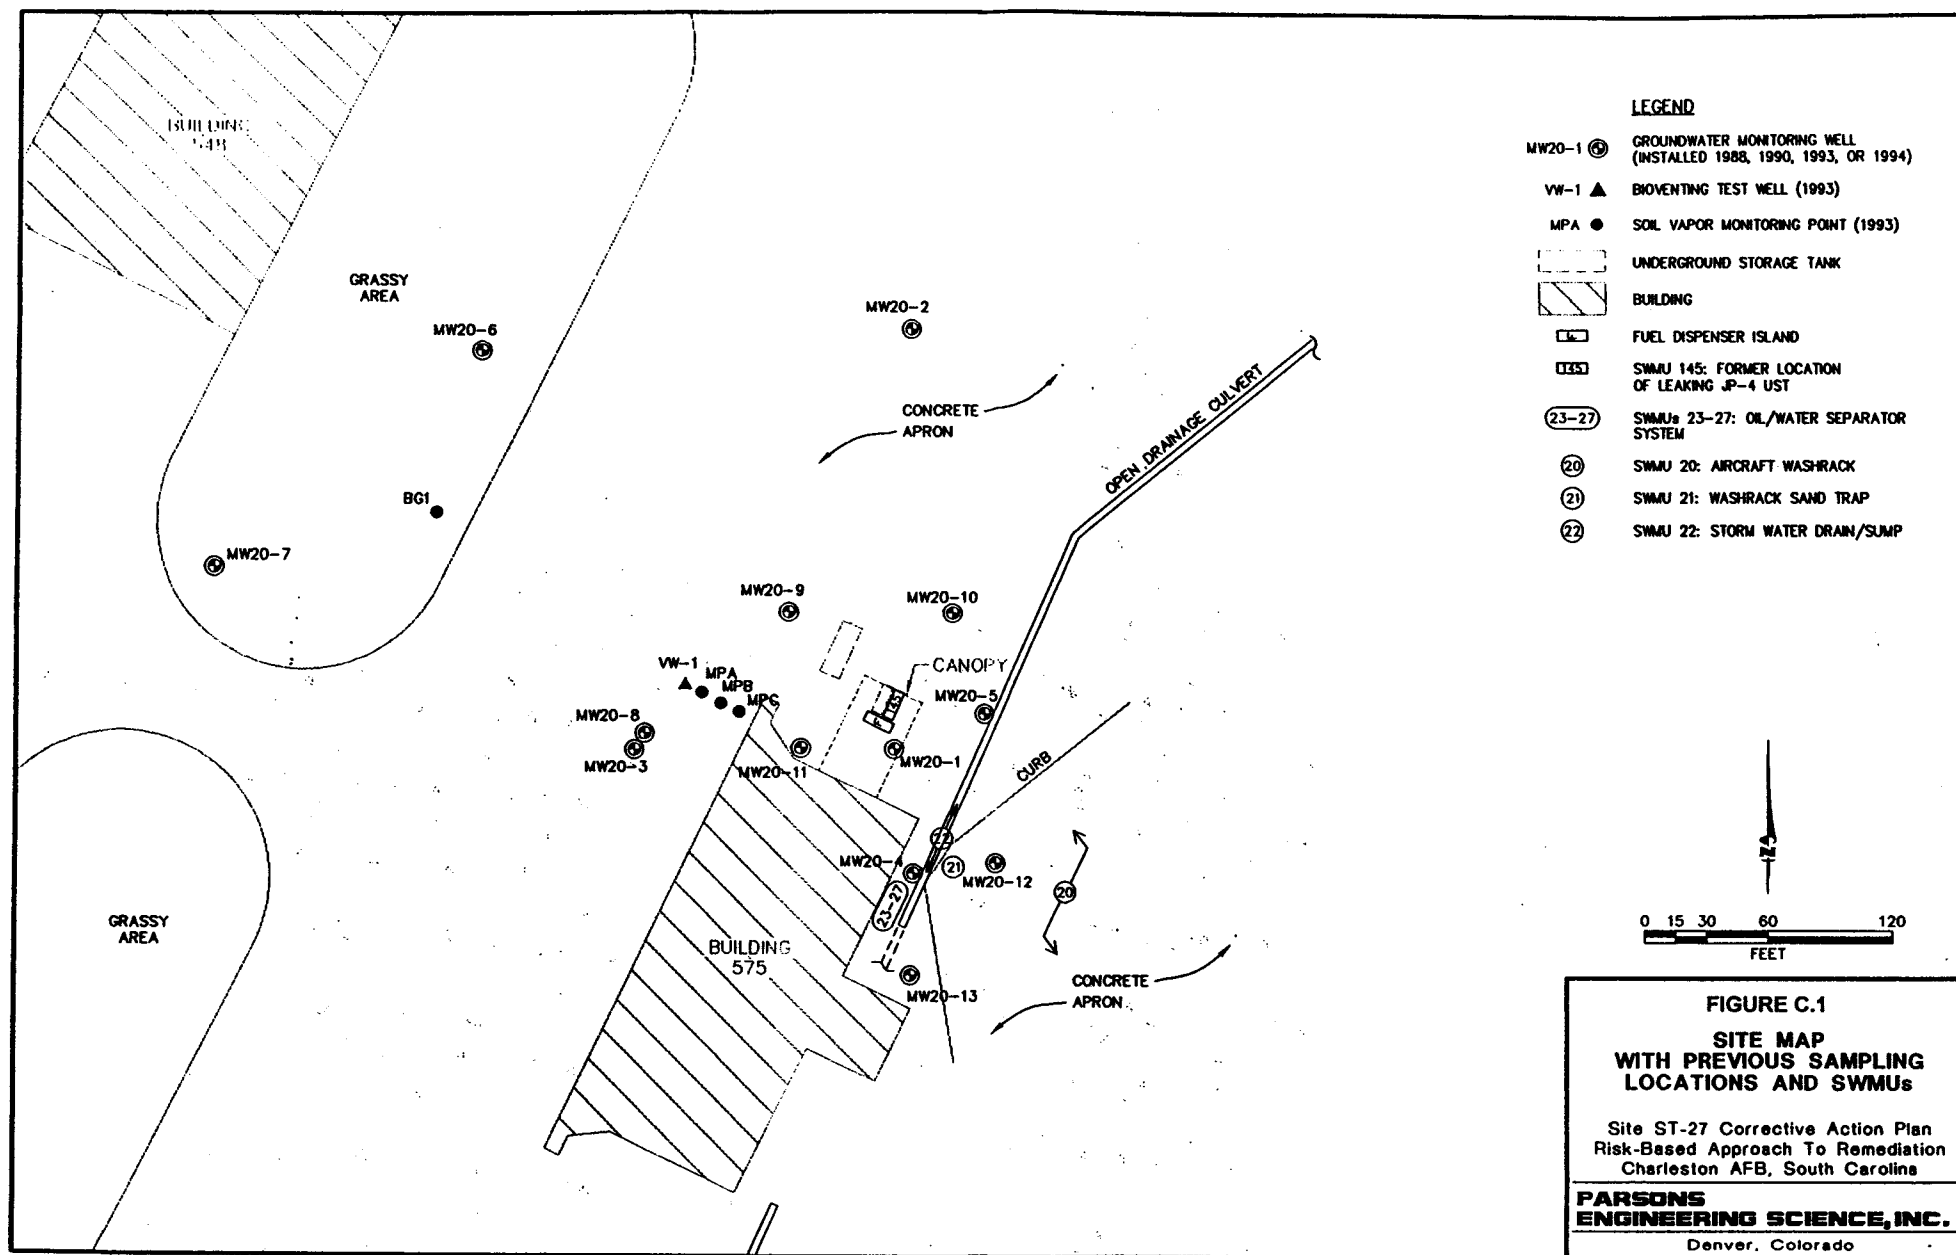 BUILDING
548
GRASSY
AREA
MW20-6
MW20-2
CONCRETE
APRON
OPEN DRAINAGE CULVERT
BG1
MW20-7
MW20-9
MW20-10
VW-1
MPA
MPB
MPC
CANOPY
145
F
MW20-5
MW20-8
MW20-3
MW20-11
MW20-1
CURB
22
MW20-4
21
MW20-12
20
23-27
GRASSY
AREA
BUILDING
575
MW20-13
CONCRETE
APRON
LEGEND
MW20-1 GROUNDWATER MONITORING WELL
(INSTALLED 1988, 1990, 1993, OR 1994)
VW-1 BIOVENTING TEST WELL (1993)
MPA SOIL VAPOR MONITORING POINT (1993)
UNDERGROUND STORAGE TANK
BUILDING
FUEL DISPENSER ISLAND
145 SWMU 145: FORMER LOCATION
OF LEAKING JP-4 UST
23-27 SWMUs 23-27: OIL/WATER SEPARATOR
SYSTEM
20 SWMU 20: AIRCRAFT WASHRACK
21 SWMU 21: WASHRACK SAND TRAP
22 SWMU 22: STORM WATER DRAIN/SUMP
N
0 15 30 60 120
FEET
FIGURE C.1
SITE MAP
WITH PREVIOUS SAMPLING
LOCATIONS AND SWMUs
Site ST-27 Corrective Action Plan
Risk-Based Approach To Remediation
Charleston AFB, South Carolina
PARSONS
ENGINEERING SCIENCE, INC.
Denver, Colorado